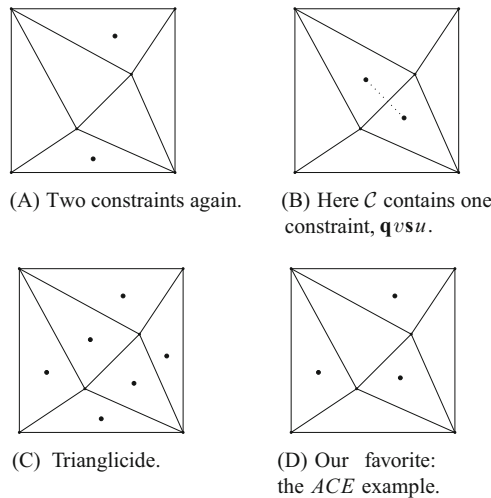 (A) Two constraints again.
(B) Here C contains one
constraint, qvsu.
(C) Trianglicide.
(D) Our favorite:
the ACE example.